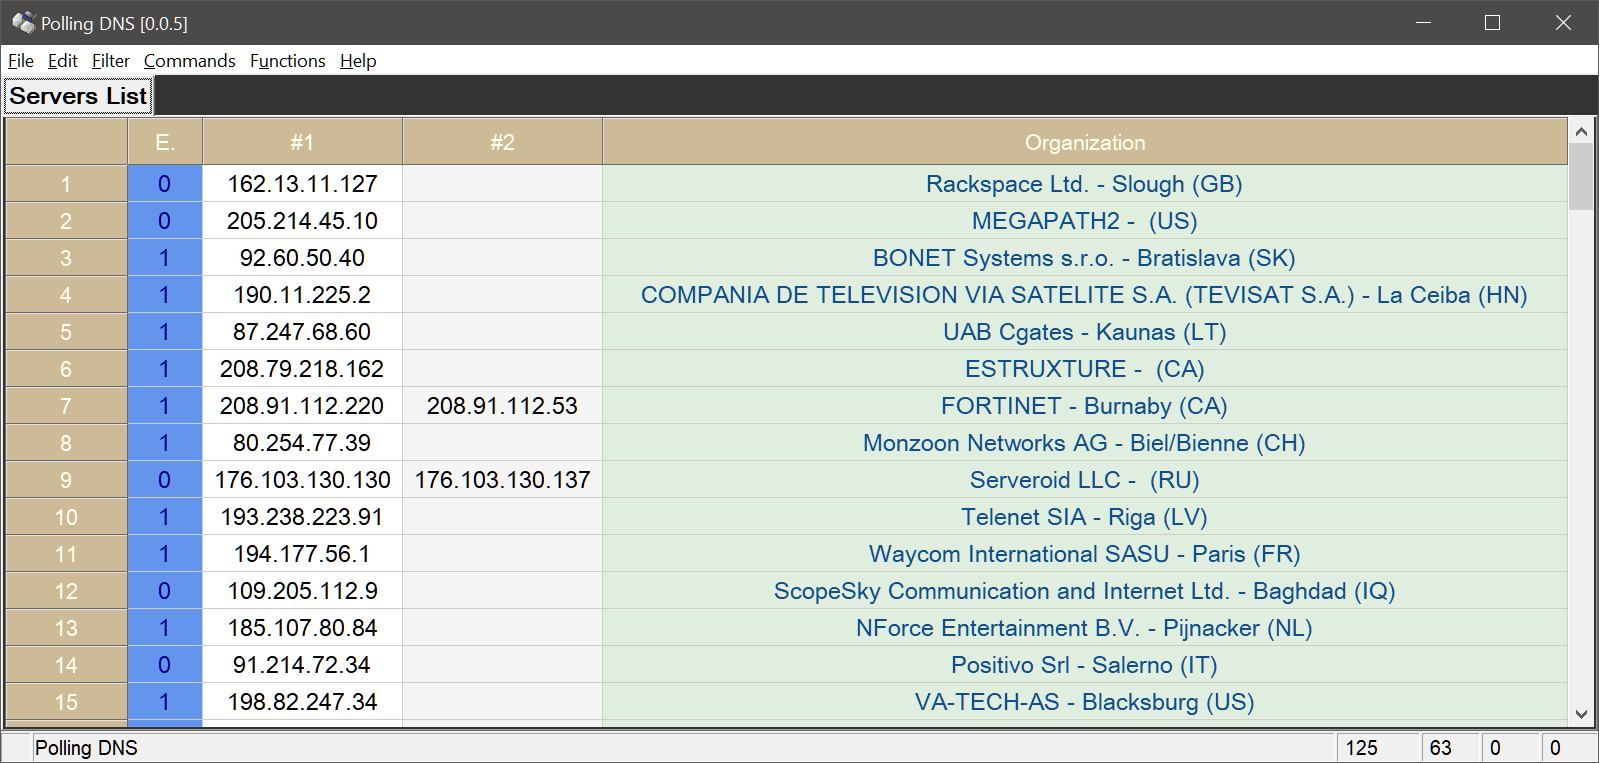 Polling DNS [0.0.5]
File Edit Filter Commands Functions Help
Servers List
E. #1 #2 Organization
1 0 162.13.11.127 Rackspace Ltd. - Slough (GB)
2 0 205.214.45.10 MEGAPATH2 -  (US)
3 1 92.60.50.40 BONET Systems s.r.o. - Bratislava (SK)
4 1 190.11.225.2 COMPANIA DE TELEVISION VIA SATELITE S.A. (TEVISAT S.A.) - La Ceiba (HN)
5 1 87.247.68.60 UAB Cgates - Kaunas (LT)
6 1 208.79.218.162 ESTRUXTURE -  (CA)
7 1 208.91.112.220 208.91.112.53 FORTINET - Burnaby (CA)
8 1 80.254.77.39 Monzoon Networks AG - Biel/Bienne (CH)
9 0 176.103.130.130 176.103.130.137 Serveroid LLC -  (RU)
10 1 193.238.223.91 Telenet SIA - Riga (LV)
11 1 194.177.56.1 Waycom International SASU - Paris (FR)
12 0 109.205.112.9 ScopeSky Communication and Internet Ltd. - Baghdad (IQ)
13 1 185.107.80.84 NForce Entertainment B.V. - Pijnacker (NL)
14 0 91.214.72.34 Positivo Srl - Salerno (IT)
15 1 198.82.247.34 VA-TECH-AS - Blacksburg (US)
Polling DNS 125 63 0 0